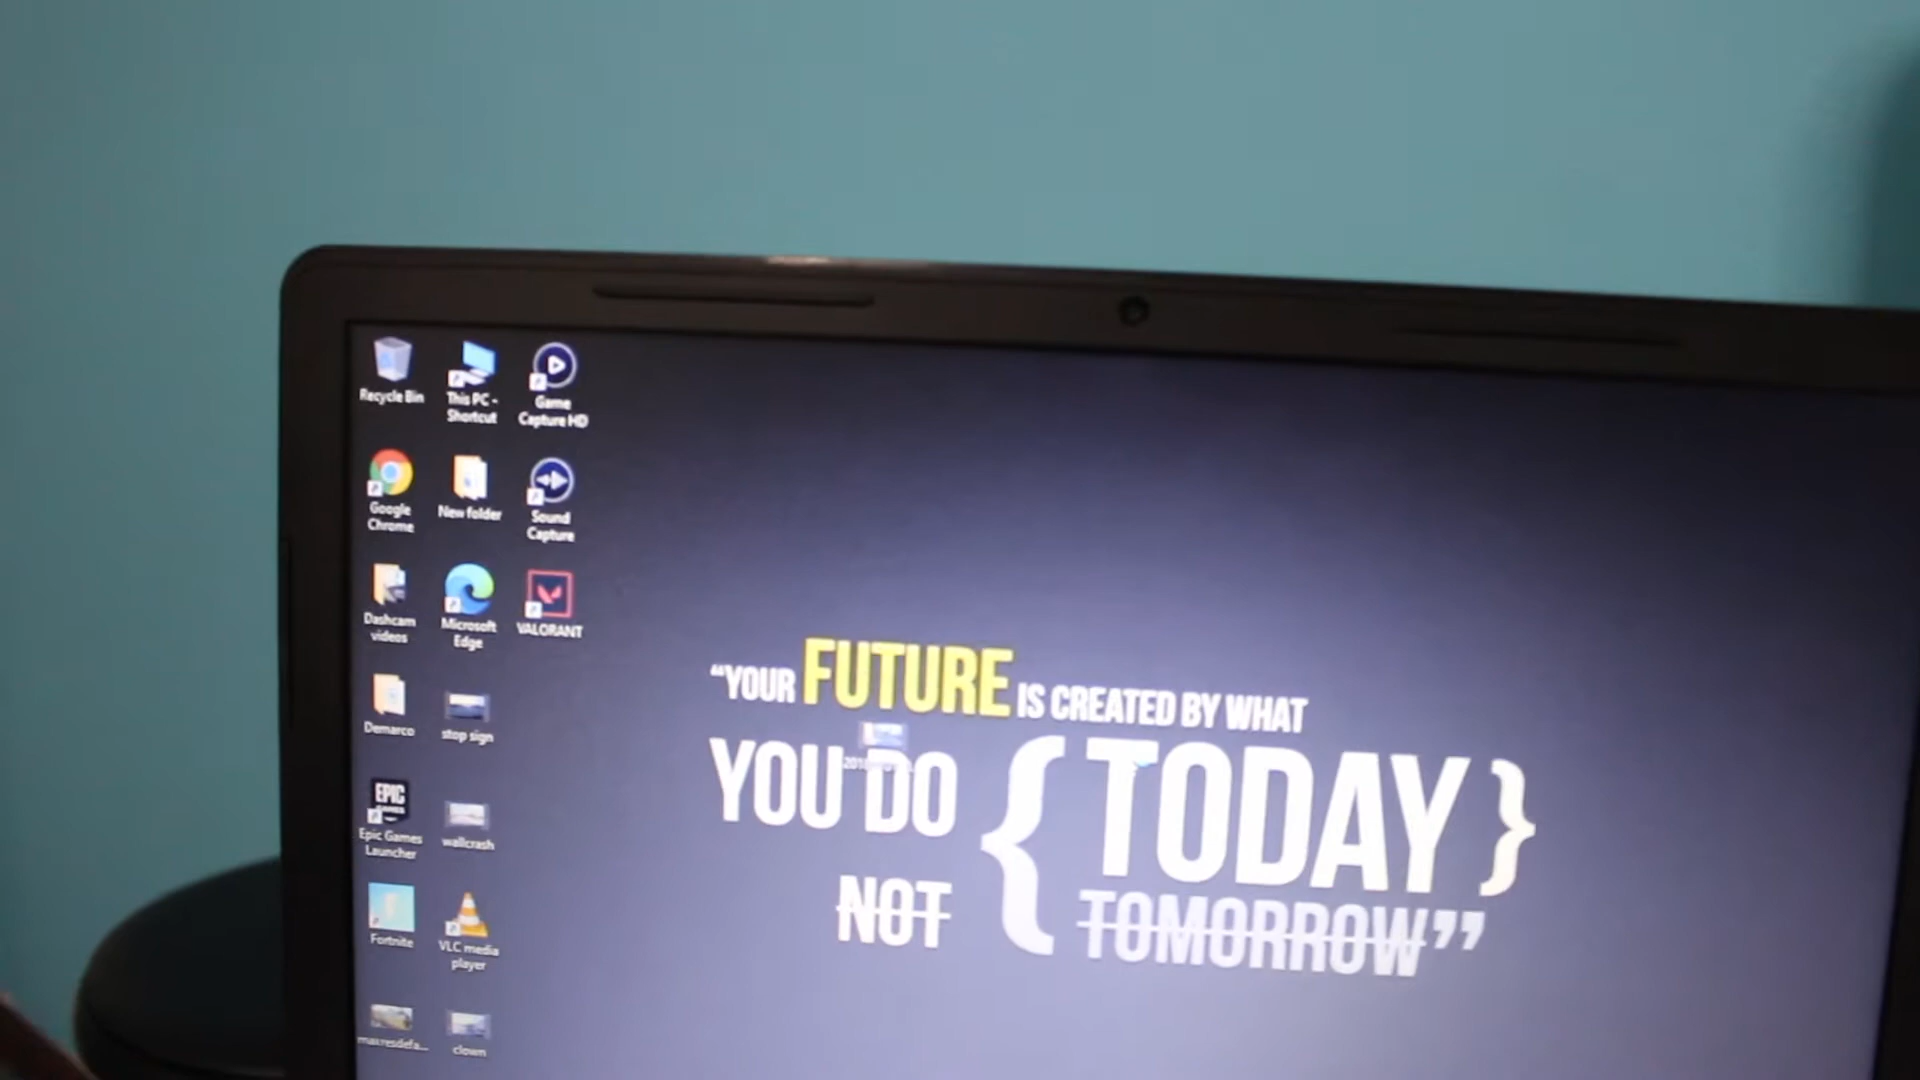 Recycle Bin
This PC -
Shortcut
Game
Capture HD
Google
Chrome
New folder
Sound
Capture
Dashcam
videos
Microsoft
Edge
VALORANT
Demarco
stop sign
EPIC
GAMES
Epic Games
Launcher
wallcrash
Fortnite
VLC media
player
maxresdefa...
clown
“YOUR FUTURE IS CREATED BY WHAT
YOU DO { TODAY }
NOT TOMORROW”